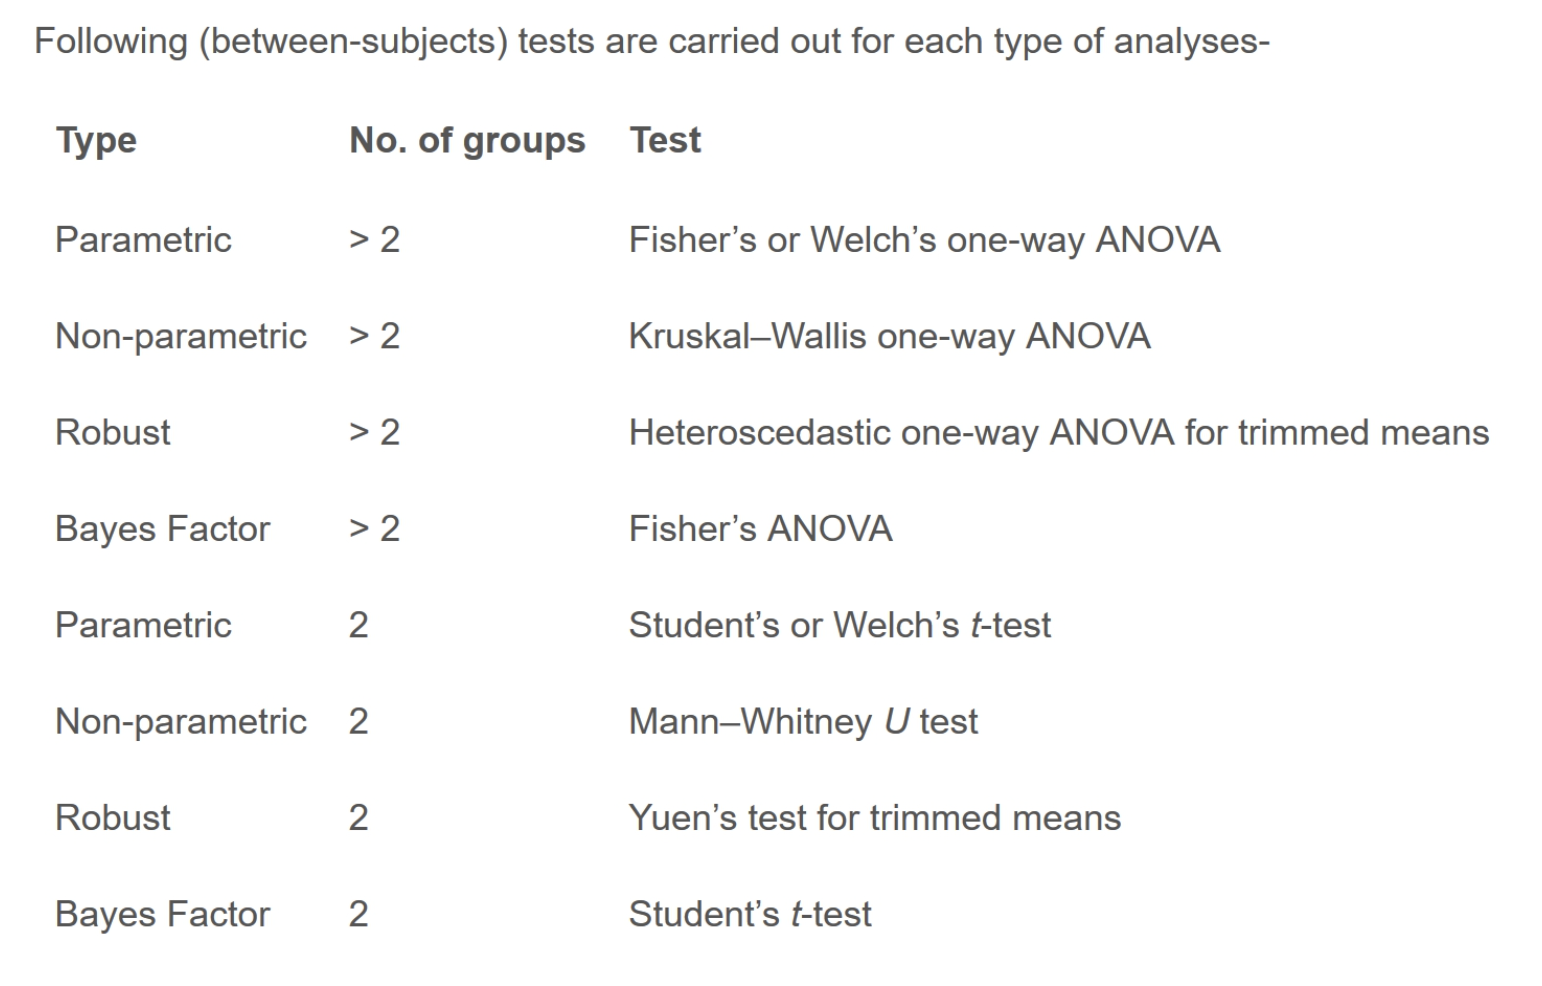 Following (between-subjects) tests are carried out for each type of analyses-
Type No. of groups Test
Parametric > 2 Fisher’s or Welch’s one-way ANOVA
Non-parametric > 2 Kruskal–Wallis one-way ANOVA
Robust > 2 Heteroscedastic one-way ANOVA for trimmed means
Bayes Factor > 2 Fisher’s ANOVA
Parametric 2 Student’s or Welch’s t-test
Non-parametric 2 Mann–Whitney U test
Robust 2 Yuen’s test for trimmed means
Bayes Factor 2 Student’s t-test